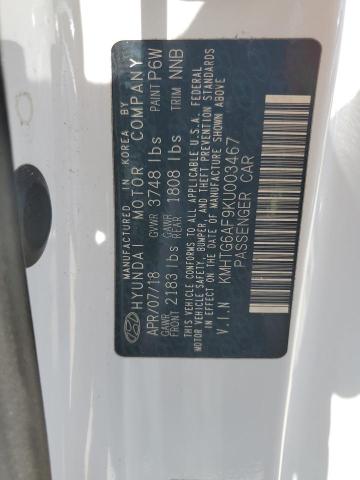 MANUFACTURED IN KOREA BY
HYUNDAI MOTOR COMPANY
APR/07/18 GVWR 3748 lbs PAINT P6W
GAWR FRONT 2183 lbs GAWR REAR 1808 lbs TRIM NNB
THIS VEHICLE CONFORMS TO ALL APPLICABLE U.S.A. FEDERAL
MOTOR VEHICLE SAFETY, BUMPER, AND THEFT PREVENTION STANDARDS
IN EFFECT ON THE DATE OF MANUFACTURE SHOWN ABOVE
V.I.N KMHTG6AF9KU003467
PASSENGER CAR